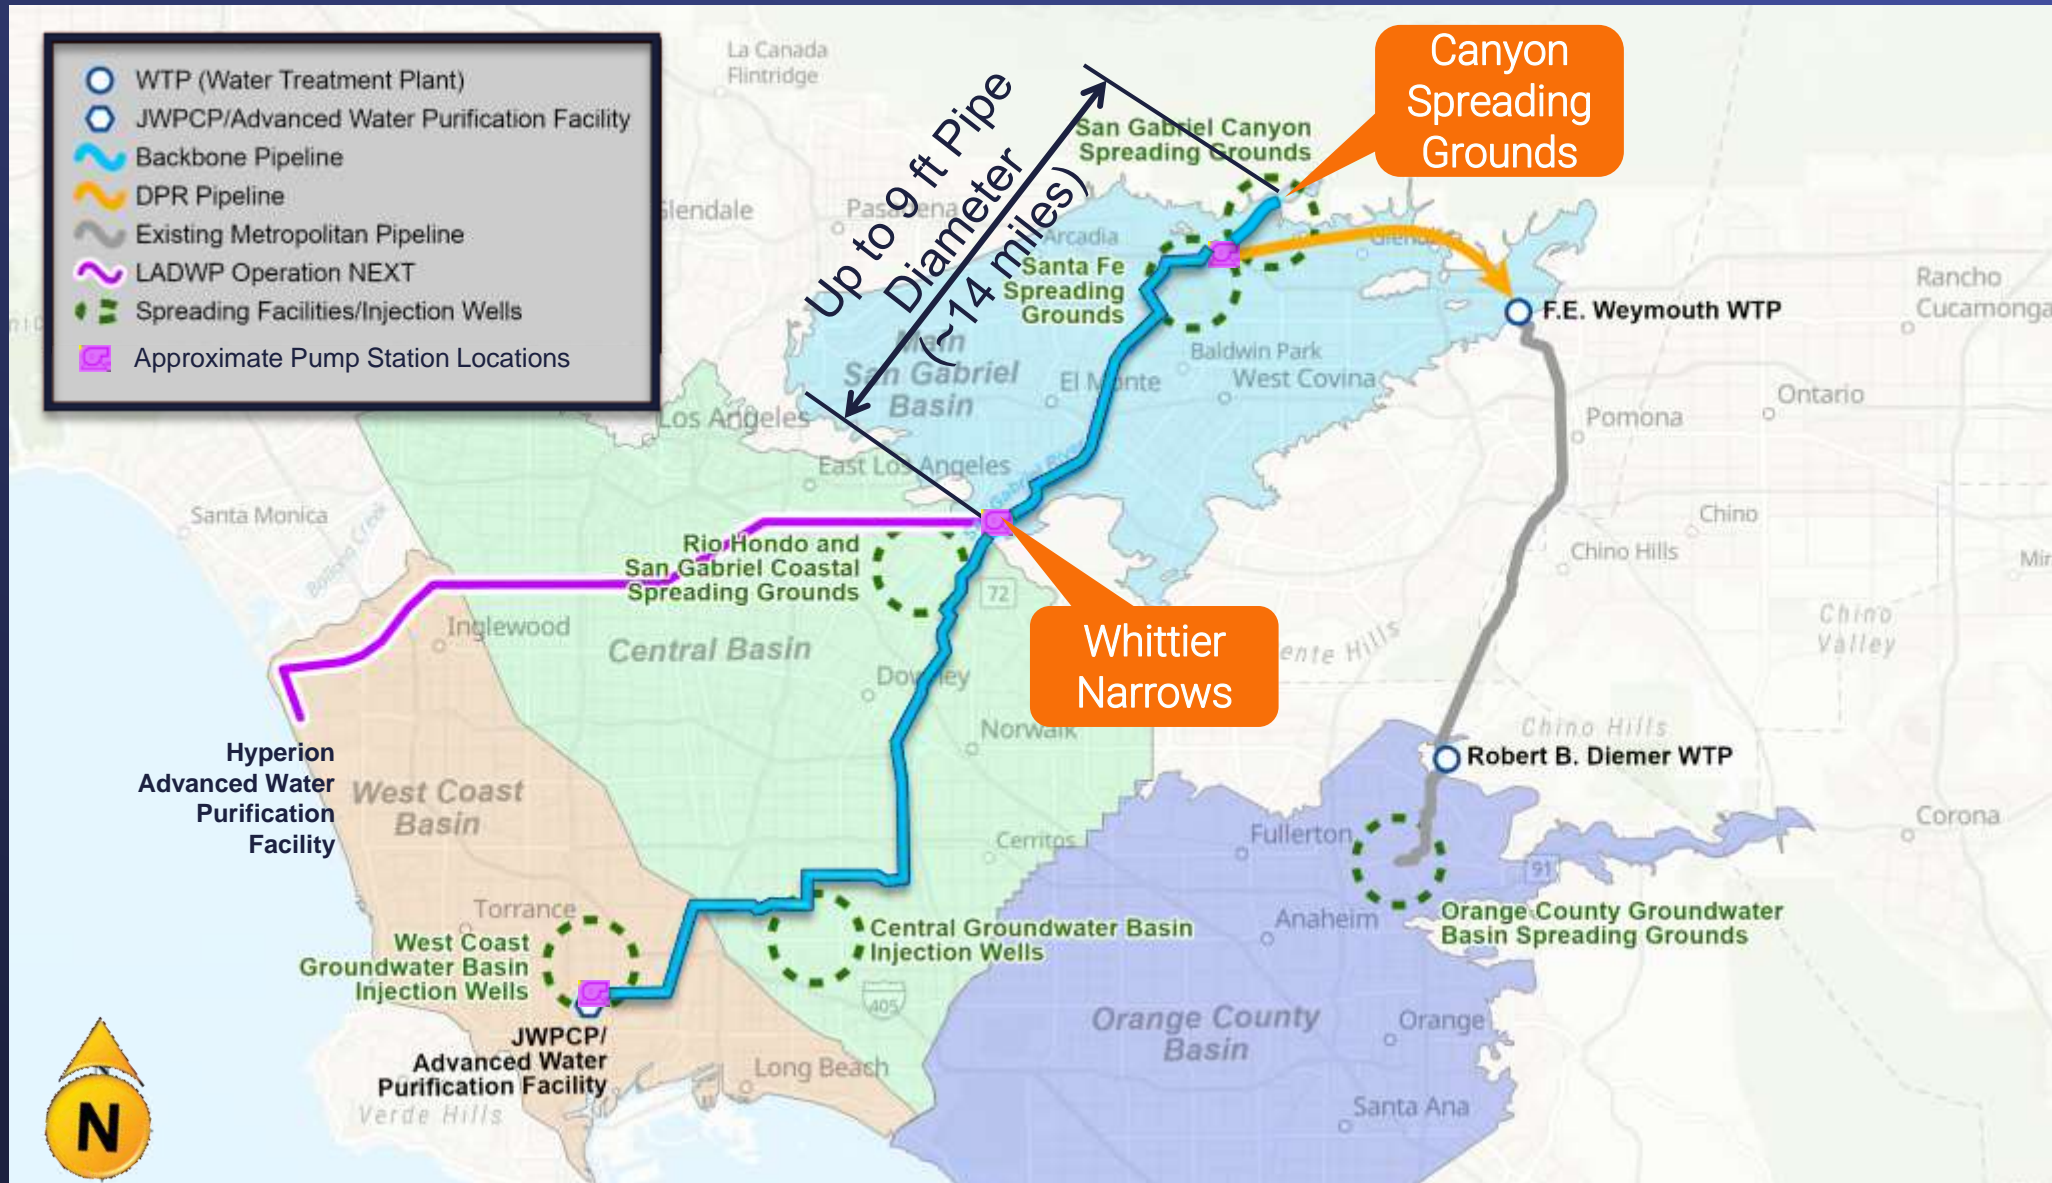 WTP (Water Treatment Plant)
JWPCP/Advanced Water Purification Facility
Backbone Pipeline
DPR Pipeline
Existing Metropolitan Pipeline
LADWP Operation NEXT
Spreading Facilities/Injection Wells
Approximate Pump Station Locations
La Canada
Flintridge
Up to 9 ft Pipe
Diameter
(~14 miles)
San Gabriel Canyon
Spreading Grounds
Canyon
Spreading
Grounds
Glendale
Pasadena
Arcadia
Glendora
Santa Fe
Spreading
Grounds
F.E. Weymouth WTP
Rancho
Cucamonga
Main
San Gabriel
Basin
El Monte
Baldwin Park
West Covina
Los Angeles
Pomona
Ontario
East Los Angeles
Santa Monica
Chino
Chino Hills
Rio Hondo and
San Gabriel Coastal
Spreading Grounds
72
Inglewood
Central Basin
Whittier
Narrows
ente Hills
Chino
Valley
Downey
Norwalk
Chino Hills
Robert B. Diemer WTP
Hyperion
Advanced Water
Purification
Facility
West Coast
Basin
Cerritos
Fullerton
91
Corona
Torrance
West Coast
Groundwater Basin
Injection Wells
Central Groundwater Basin
Injection Wells
Anaheim
Orange County Groundwater
Basin Spreading Grounds
405
JWPCP/
Advanced Water
Purification Facility
Long Beach
Orange County
Basin
Orange
Verde Hills
Santa Ana
N